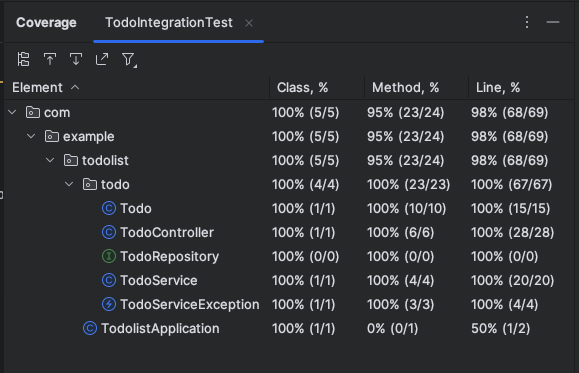 Coverage TodoIntegrationTest
Element Class, % Method, % Line, %
com 100% (5/5) 95% (23/24) 98% (68/69)
example 100% (5/5) 95% (23/24) 98% (68/69)
todolist 100% (5/5) 95% (23/24) 98% (68/69)
todo 100% (4/4) 100% (23/23) 100% (67/67)
Todo 100% (1/1) 100% (10/10) 100% (15/15)
TodoController 100% (1/1) 100% (6/6) 100% (28/28)
TodoRepository 100% (0/0) 100% (0/0) 100% (0/0)
TodoService 100% (1/1) 100% (4/4) 100% (20/20)
TodoServiceException 100% (1/1) 100% (3/3) 100% (4/4)
TodolistApplication 100% (1/1) 0% (0/1) 50% (1/2)